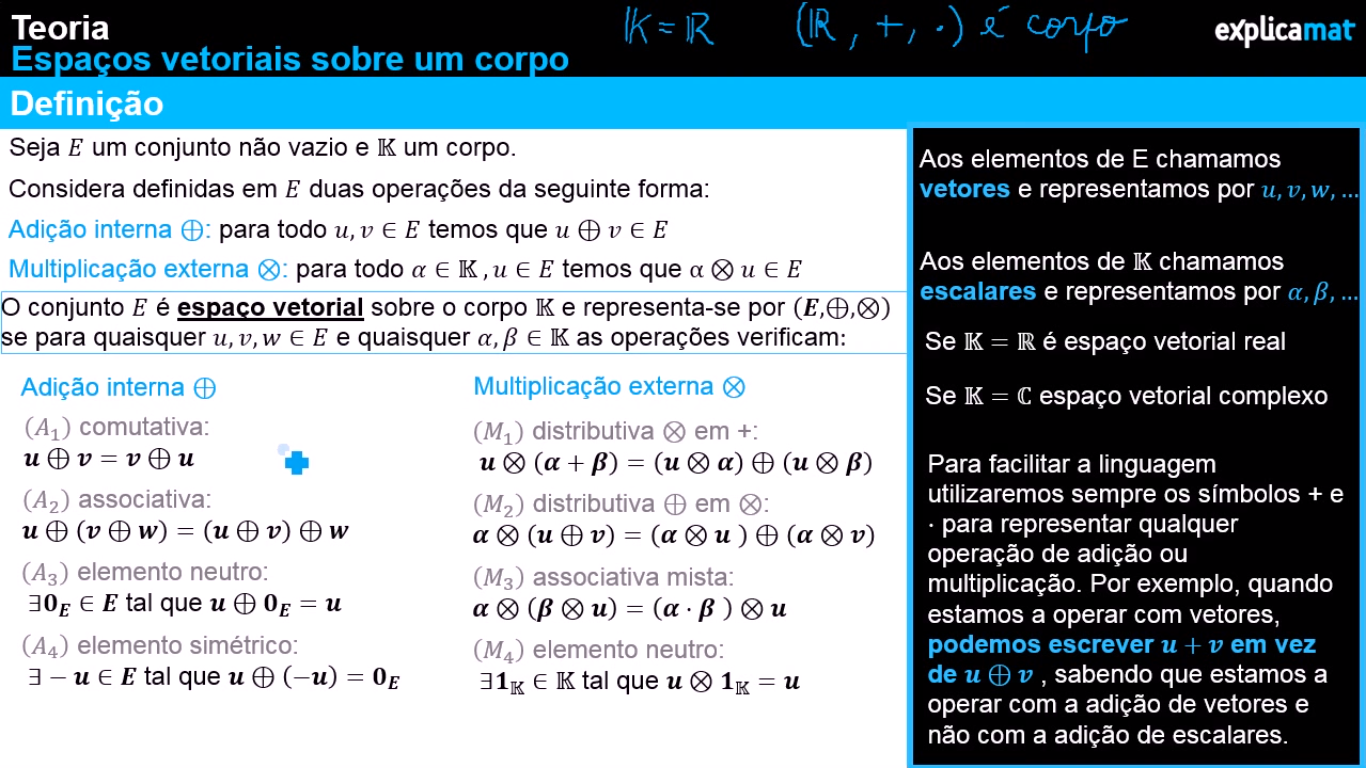 Teoria
Espaços vetoriais sobre um corpo
𝕂 = ℝ (ℝ, +, ·) é corpo
explicamat
Definição
Seja 𝐸 um conjunto não vazio e 𝕂 um corpo.
Considera definidas em 𝐸 duas operações da seguinte forma:
Adição interna ⊕: para todo 𝑢, 𝑣 ∈ 𝐸 temos que 𝑢 ⊕ 𝑣 ∈ 𝐸
Multiplicação externa ⊗: para todo α ∈ 𝕂 , 𝑢 ∈ 𝐸 temos que α ⊗ 𝑢 ∈ 𝐸
O conjunto 𝐸 é espaço vetorial sobre o corpo 𝕂 e representa-se por (𝑬,⊕,⊗)
se para quaisquer 𝑢, 𝑣, 𝑤 ∈ 𝐸 e quaisquer 𝛼, 𝛽 ∈ 𝕂 as operações verificam:
Adição interna ⊕
(𝐴₁) comutativa:
𝒖 ⊕ 𝒗 = 𝒗 ⊕ 𝒖
(𝐴₂) associativa:
𝒖 ⊕ (𝒗 ⊕ 𝒘) = (𝒖 ⊕ 𝒗) ⊕ 𝒘
(𝐴₃) elemento neutro:
∃𝟎_𝑬 ∈ 𝑬 tal que 𝒖 ⊕ 𝟎_𝑬 = 𝒖
(𝐴₄) elemento simétrico:
∃ − 𝒖 ∈ 𝑬 tal que 𝒖 ⊕ (−𝒖) = 𝟎_𝑬
Multiplicação externa ⊗
(𝑀₁) distributiva ⊗ em +:
𝒖 ⊗ (𝜶 + 𝜷) = (𝒖 ⊗ 𝜶) ⊕ (𝒖 ⊗ 𝜷)
(𝑀₂) distributiva ⊕ em ⊗:
𝜶 ⊗ (𝒖 ⊕ 𝒗) = (𝜶 ⊗ 𝒖 ) ⊕ (𝜶 ⊗ 𝒗)
(𝑀₃) associativa mista:
𝜶 ⊗ (𝜷 ⊗ 𝒖) = (𝜶 · 𝜷 ) ⊗ 𝒖
(𝑀₄) elemento neutro:
∃𝟏_𝕂 ∈ 𝕂 tal que 𝒖 ⊗ 𝟏_𝕂 = 𝒖
Aos elementos de E chamamos
vetores e representamos por 𝑢, 𝑣, 𝑤, …
Aos elementos de 𝕂 chamamos
escalares e representamos por 𝛼, 𝛽, …
Se 𝕂 = ℝ é espaço vetorial real
Se 𝕂 = ℂ espaço vetorial complexo
Para facilitar a linguagem
utilizaremos sempre os símbolos + e
· para representar qualquer
operação de adição ou
multiplicação. Por exemplo, quando
estamos a operar com vetores,
podemos escrever 𝒖 + 𝒗 em vez
de 𝒖 ⊕ 𝒗 , sabendo que estamos a
operar com a adição de vetores e
não com a adição de escalares.